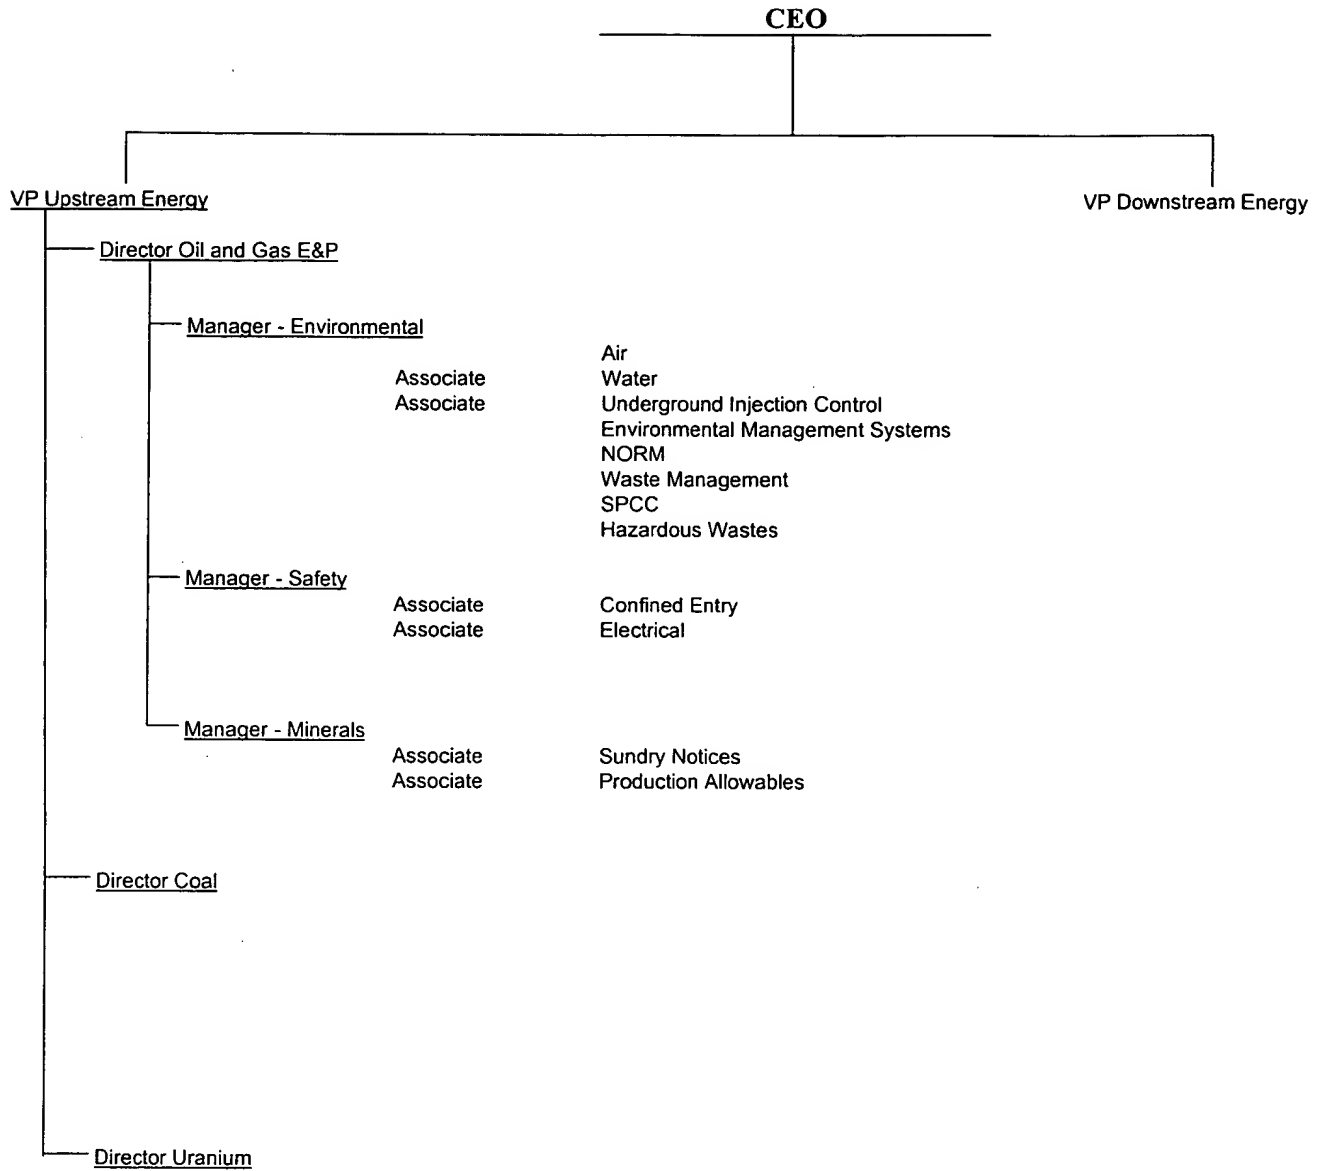 CEO
VP Upstream Energy
VP Downstream Energy
Director Oil and Gas E&P
Manager - Environmental
Air
Associate Water
Associate Underground Injection Control
Environmental Management Systems
NORM
Waste Management
SPCC
Hazardous Wastes
Manager - Safety
Associate Confined Entry
Associate Electrical
Manager - Minerals
Associate Sundry Notices
Associate Production Allowables
Director Coal
Director Uranium